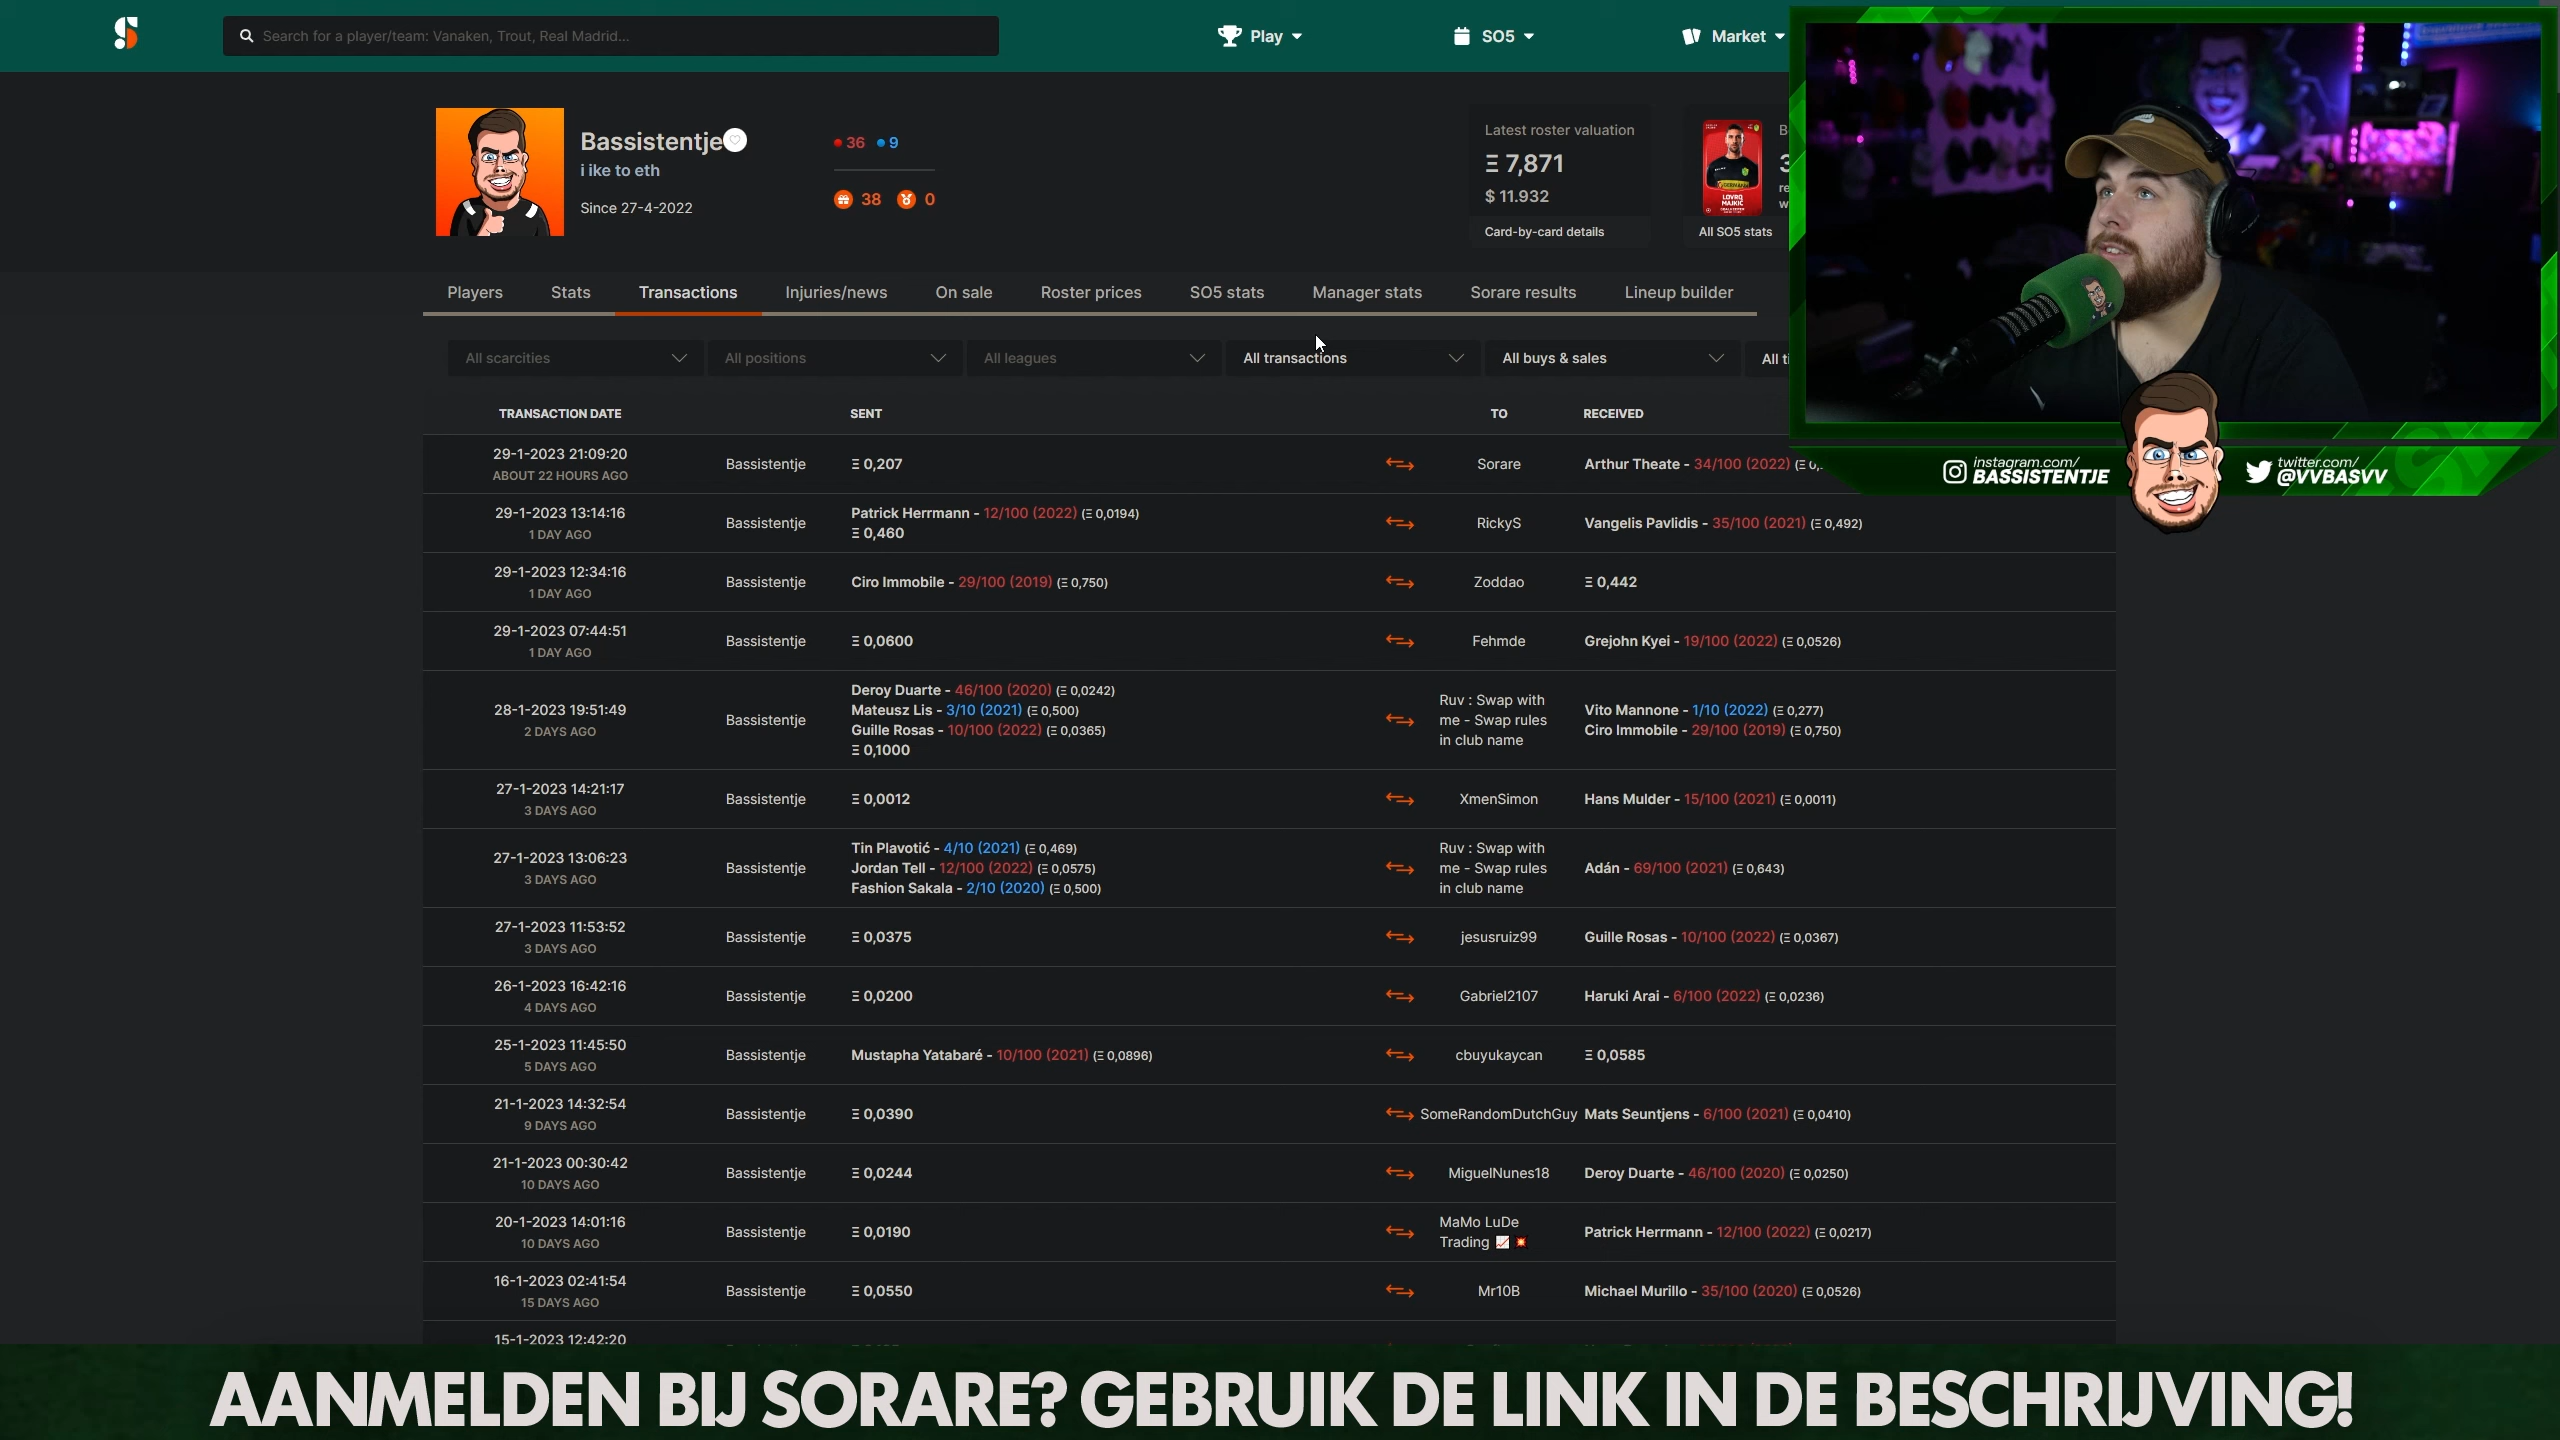 Search for a player/team: Vanaken, Trout, Real Madrid...
Play
SO5
Market
Bassistentje
i ike to eth
Since 27-4-2022
36 9
38 0
Latest roster valuation
Ξ 7,871
$ 11.932
Card-by-card details
LOVRO
MAJKIĆ
All SO5 stats
Players Stats Transactions Injuries/news On sale Roster prices SO5 stats Manager stats Sorare results Lineup builder
All scarcities All positions All leagues All transactions All buys & sales All ti
instagram.com/
BASSISTENTJE
twitter.com/
@VVBASVV
TRANSACTION DATE SENT TO RECEIVED
29-1-2023 21:09:20
ABOUT 22 HOURS AGO
Bassistentje
Ξ 0,207
Sorare
Arthur Theate - 34/100 (2022) (Ξ 0,
29-1-2023 13:14:16
1 DAY AGO
Bassistentje
Patrick Herrmann - 12/100 (2022) (Ξ 0,0194)
Ξ 0,460
RickyS
Vangelis Pavlidis - 35/100 (2021) (Ξ 0,492)
29-1-2023 12:34:16
1 DAY AGO
Bassistentje
Ciro Immobile - 29/100 (2019) (Ξ 0,750)
Zoddao
Ξ 0,442
29-1-2023 07:44:51
1 DAY AGO
Bassistentje
Ξ 0,0600
Fehmde
Grejohn Kyei - 19/100 (2022) (Ξ 0,0526)
28-1-2023 19:51:49
2 DAYS AGO
Bassistentje
Deroy Duarte - 46/100 (2020) (Ξ 0,0242)
Mateusz Lis - 3/10 (2021) (Ξ 0,500)
Guille Rosas - 10/100 (2022) (Ξ 0,0365)
Ξ 0,1000
Ruv : Swap with
me - Swap rules
in club name
Vito Mannone - 1/10 (2022) (Ξ 0,277)
Ciro Immobile - 29/100 (2019) (Ξ 0,750)
27-1-2023 14:21:17
3 DAYS AGO
Bassistentje
Ξ 0,0012
XmenSimon
Hans Mulder - 15/100 (2021) (Ξ 0,0011)
27-1-2023 13:06:23
3 DAYS AGO
Bassistentje
Tin Plavotić - 4/10 (2021) (Ξ 0,469)
Jordan Tell - 12/100 (2022) (Ξ 0,0575)
Fashion Sakala - 2/10 (2020) (Ξ 0,500)
Ruv : Swap with
me - Swap rules
in club name
Adán - 69/100 (2021) (Ξ 0,643)
27-1-2023 11:53:52
3 DAYS AGO
Bassistentje
Ξ 0,0375
jesusruiz99
Guille Rosas - 10/100 (2022) (Ξ 0,0367)
26-1-2023 16:42:16
4 DAYS AGO
Bassistentje
Ξ 0,0200
Gabriel2107
Haruki Arai - 6/100 (2022) (Ξ 0,0236)
25-1-2023 11:45:50
5 DAYS AGO
Bassistentje
Mustapha Yatabaré - 10/100 (2021) (Ξ 0,0896)
cbuyukaycan
Ξ 0,0585
21-1-2023 14:32:54
9 DAYS AGO
Bassistentje
Ξ 0,0390
SomeRandomDutchGuy
Mats Seuntjens - 6/100 (2021) (Ξ 0,0410)
21-1-2023 00:30:42
10 DAYS AGO
Bassistentje
Ξ 0,0244
MiguelNunes18
Deroy Duarte - 46/100 (2020) (Ξ 0,0250)
20-1-2023 14:01:16
10 DAYS AGO
Bassistentje
Ξ 0,0190
MaMo LuDe
Trading
Patrick Herrmann - 12/100 (2022) (Ξ 0,0217)
16-1-2023 02:41:54
15 DAYS AGO
Bassistentje
Ξ 0,0550
Mr10B
Michael Murillo - 35/100 (2020) (Ξ 0,0526)
15-1-2023 12:42:20
AANMELDEN BIJ SORARE? GEBRUIK DE LINK IN DE BESCHRIJVING!